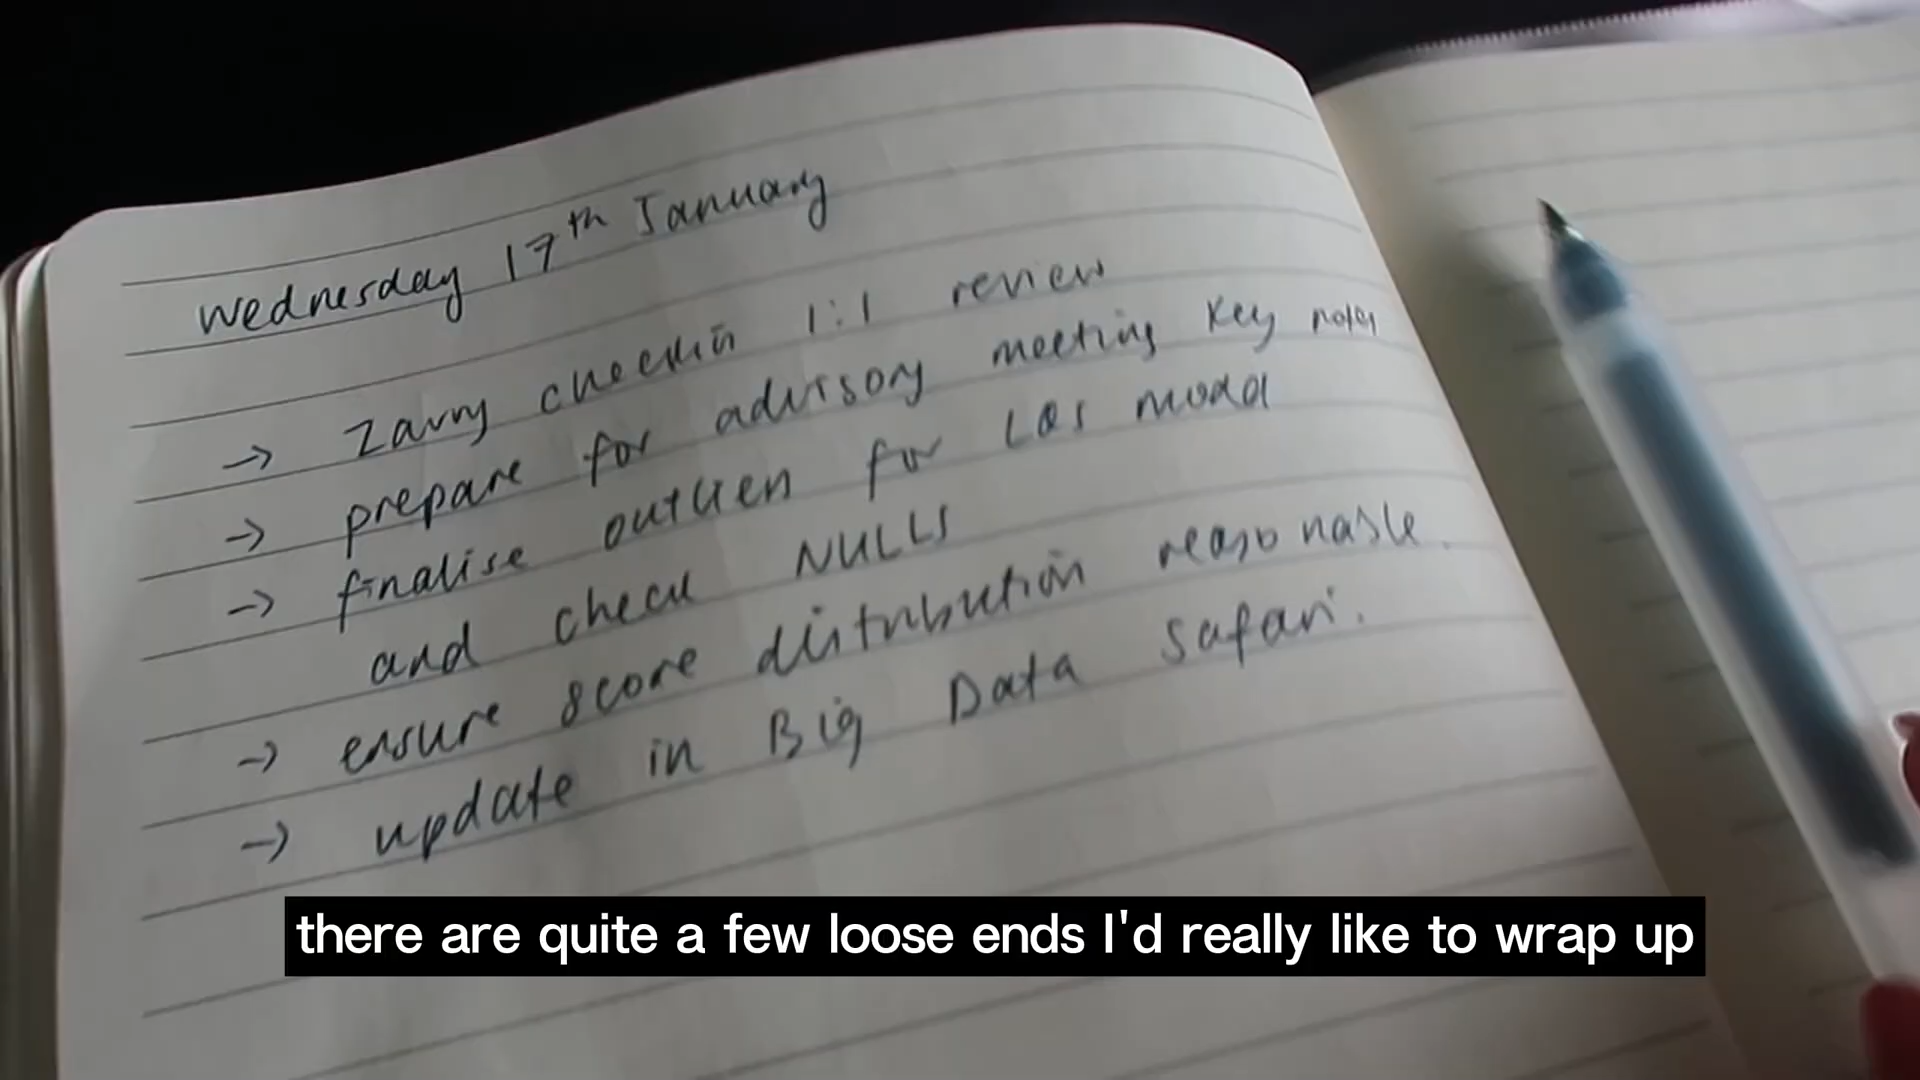 Wednesday 17th January
→ checkin 1:1 review
→ prepare for advisory meeting key notes
→ finalise outliers for model
and check NULLS
→ ensure score distribution reasonable.
→ update in Big Data Safari.
there are quite a few loose ends I'd really like to wrap up